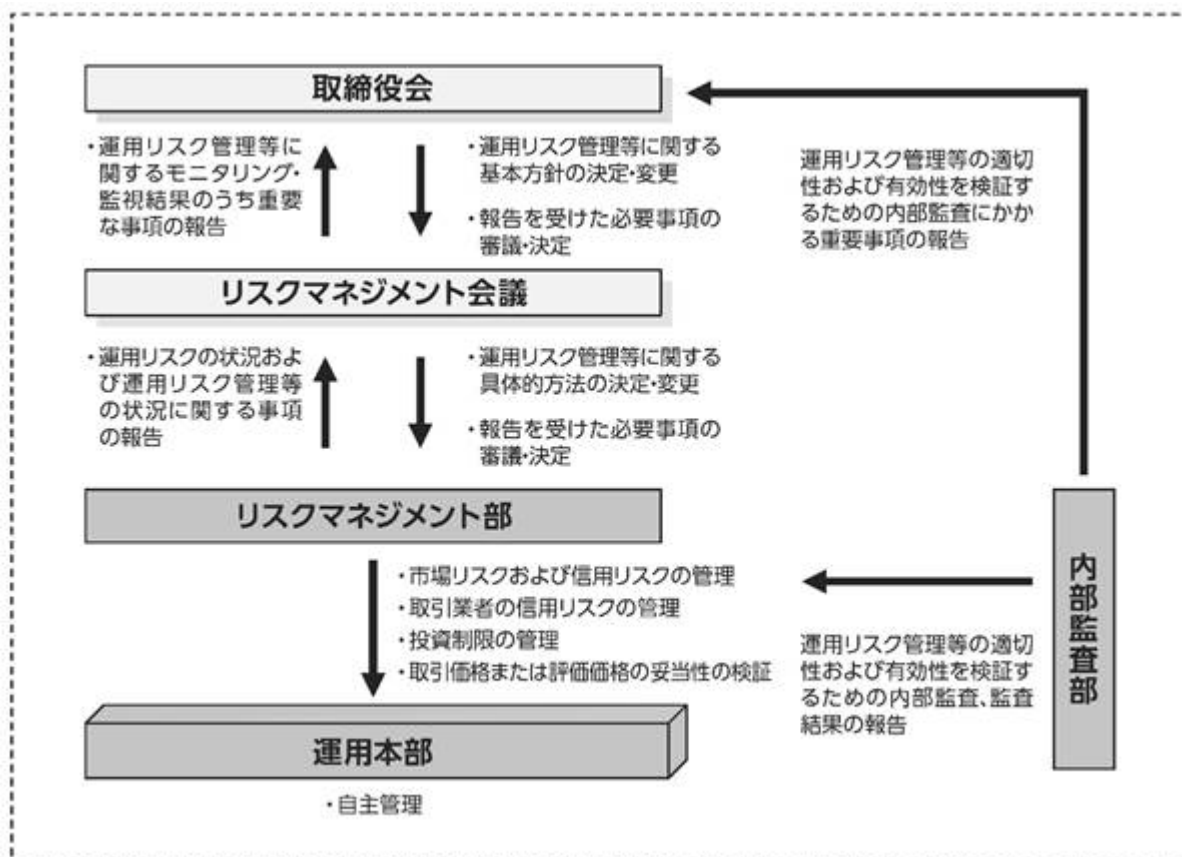 取締役会
・運用リスク管理等に
関するモニタリング・
監視結果のうち重要
な事項の報告
・運用リスク管理等に関する
基本方針の決定・変更
・報告を受けた必要事項の
審議・決定
運用リスク管理等の適切
性および有効性を検証す
るための内部監査にかか
る重要事項の報告
リスクマネジメント会議
・運用リスクの状況およ
び運用リスク管理等
の状況に関する事項
の報告
・運用リスク管理等に関する
具体的方法の決定・変更
・報告を受けた必要事項の
審議・決定
リスクマネジメント部
・市場リスクおよび信用リスクの管理
・取引業者の信用リスクの管理
・投資制限の管理
・取引価格または評価価格の妥当性の検証
内部監査部
運用リスク管理等の適切
性および有効性を検証す
るための内部監査、監査
結果の報告
運用本部
・自主管理